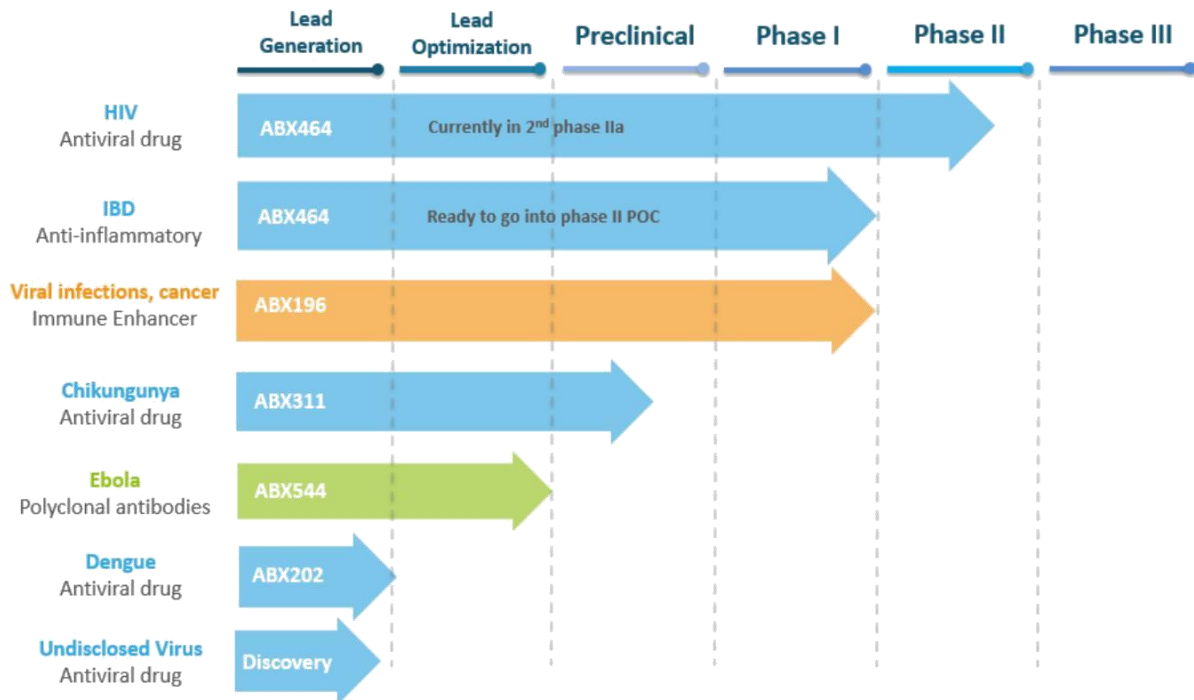 Lead
Generation
Lead
Optimization
Preclinical
Phase I
Phase II
Phase III
HIV
Antiviral drug
ABX464
Currently in 2nd phase IIa
IBD
Anti-inflammatory
ABX464
Ready to go into phase II POC
Viral infections, cancer
Immune Enhancer
ABX196
Chikungunya
Antiviral drug
ABX311
Ebola
Polyclonal antibodies
ABX544
Dengue
Antiviral drug
ABX202
Undisclosed Virus
Antiviral drug
Discovery